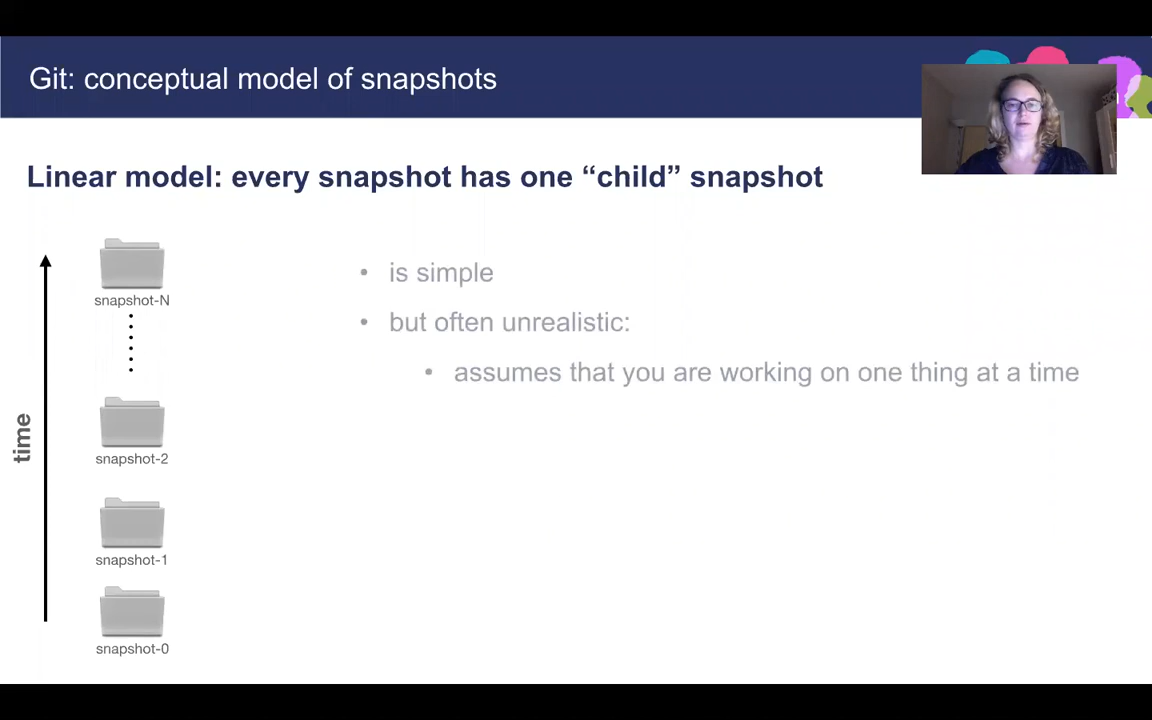 Git: conceptual model of snapshots
Linear model: every snapshot has one “child” snapshot
snapshot-N
snapshot-2
snapshot-1
snapshot-0
time
• is simple
• but often unrealistic:
• assumes that you are working on one thing at a time